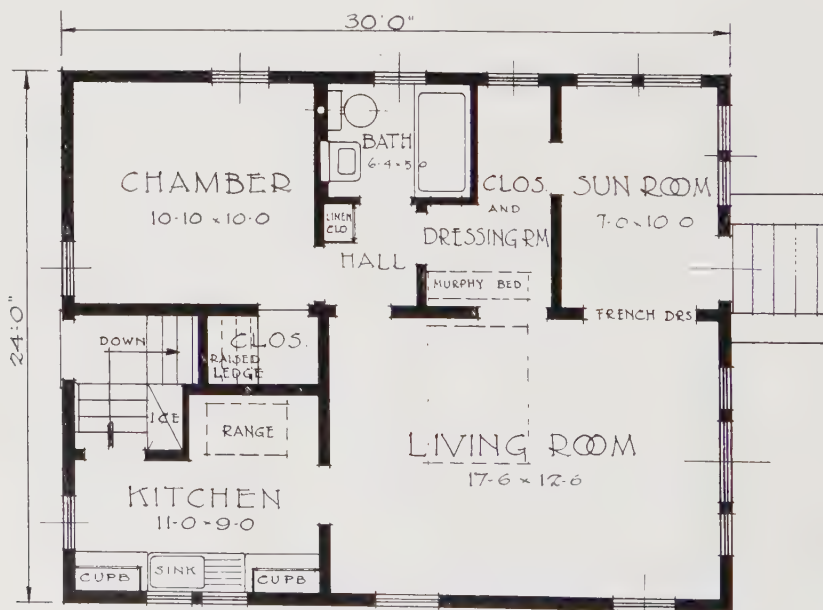 30'0"
24'0"
CHAMBER
10-10 × 10-0
BATH
6-4 × 5-0
CLOS.
AND
DRESSING RM
SUN ROOM
7-0 × 10-0
LINEN
CLO
HALL
MURPHY BED
FRENCH DRS
DOWN
CLOS.
RAISED
LEDGE
ICE
RANGE
LIVING ROOM
17-6 × 12-6
KITCHEN
11-0 × 9-0
CUPB
SINK
CUPB